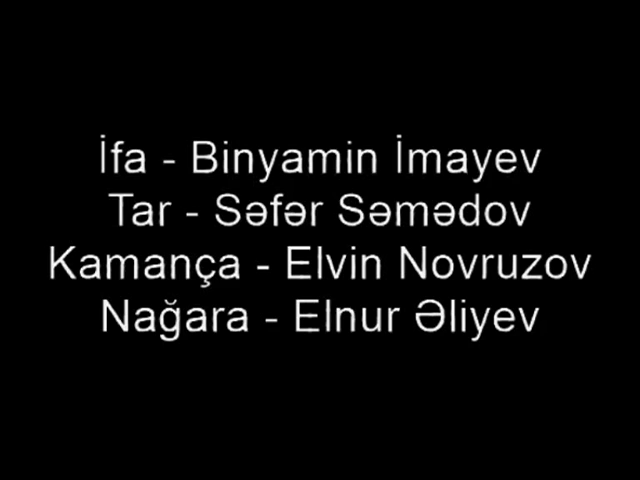 İfa - Binyamin İmayev
Tar - Səfər Səmədov
Kamança - Elvin Novruzov
Nağara - Elnur Əliyev